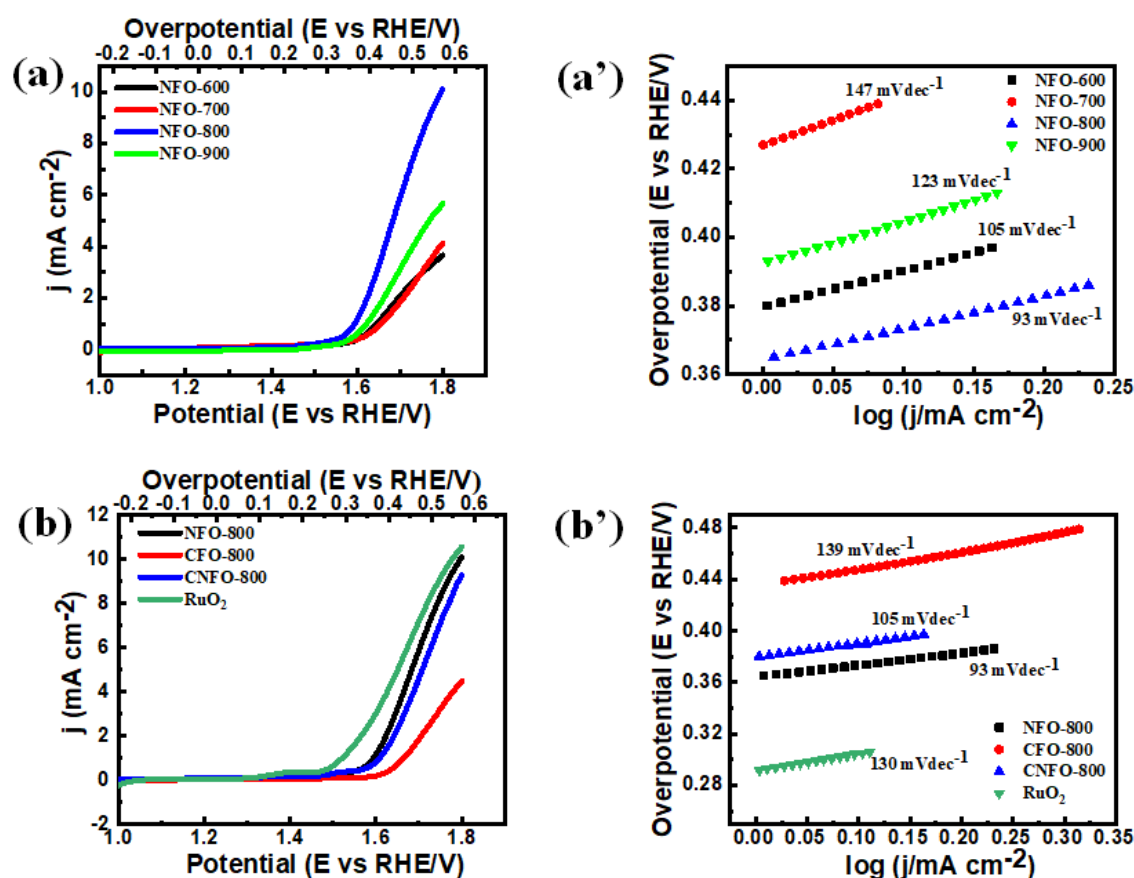 Overpotential (E vs RHE/V)
-0.2 -0.1 0.0 0.1 0.2 0.3 0.4 0.5 0.6
(a)
10
8
6
4
2
0
j (mA cm-2)
NFO-600
NFO-700
NFO-800
NFO-900
1.0 1.2 1.4 1.6 1.8
Potential (E vs RHE/V)
(a')
Overpotential (E vs RHE/V)
0.44
0.42
0.40
0.38
0.36
147 mVdec-1
123 mVdec-1
105 mVdec-1
93 mVdec-1
NFO-600
NFO-700
NFO-800
NFO-900
0.00 0.05 0.10 0.15 0.20 0.25
log (j/mA cm-2)
Overpotential (E vs RHE/V)
-0.2 -0.1 0.0 0.1 0.2 0.3 0.4 0.5 0.6
(b)
12
10
8
6
4
2
0
-2
j (mA cm-2)
NFO-800
CFO-800
CNFO-800
RuO2
1.0 1.2 1.4 1.6 1.8
Potential (E vs RHE/V)
(b')
Overpotential (E vs RHE/V)
0.48
0.44
0.40
0.36
0.32
0.28
139 mVdec-1
105 mVdec-1
93 mVdec-1
130 mVdec-1
NFO-800
CFO-800
CNFO-800
RuO2
0.00 0.05 0.10 0.15 0.20 0.25 0.30 0.35
log (j/mA cm-2)